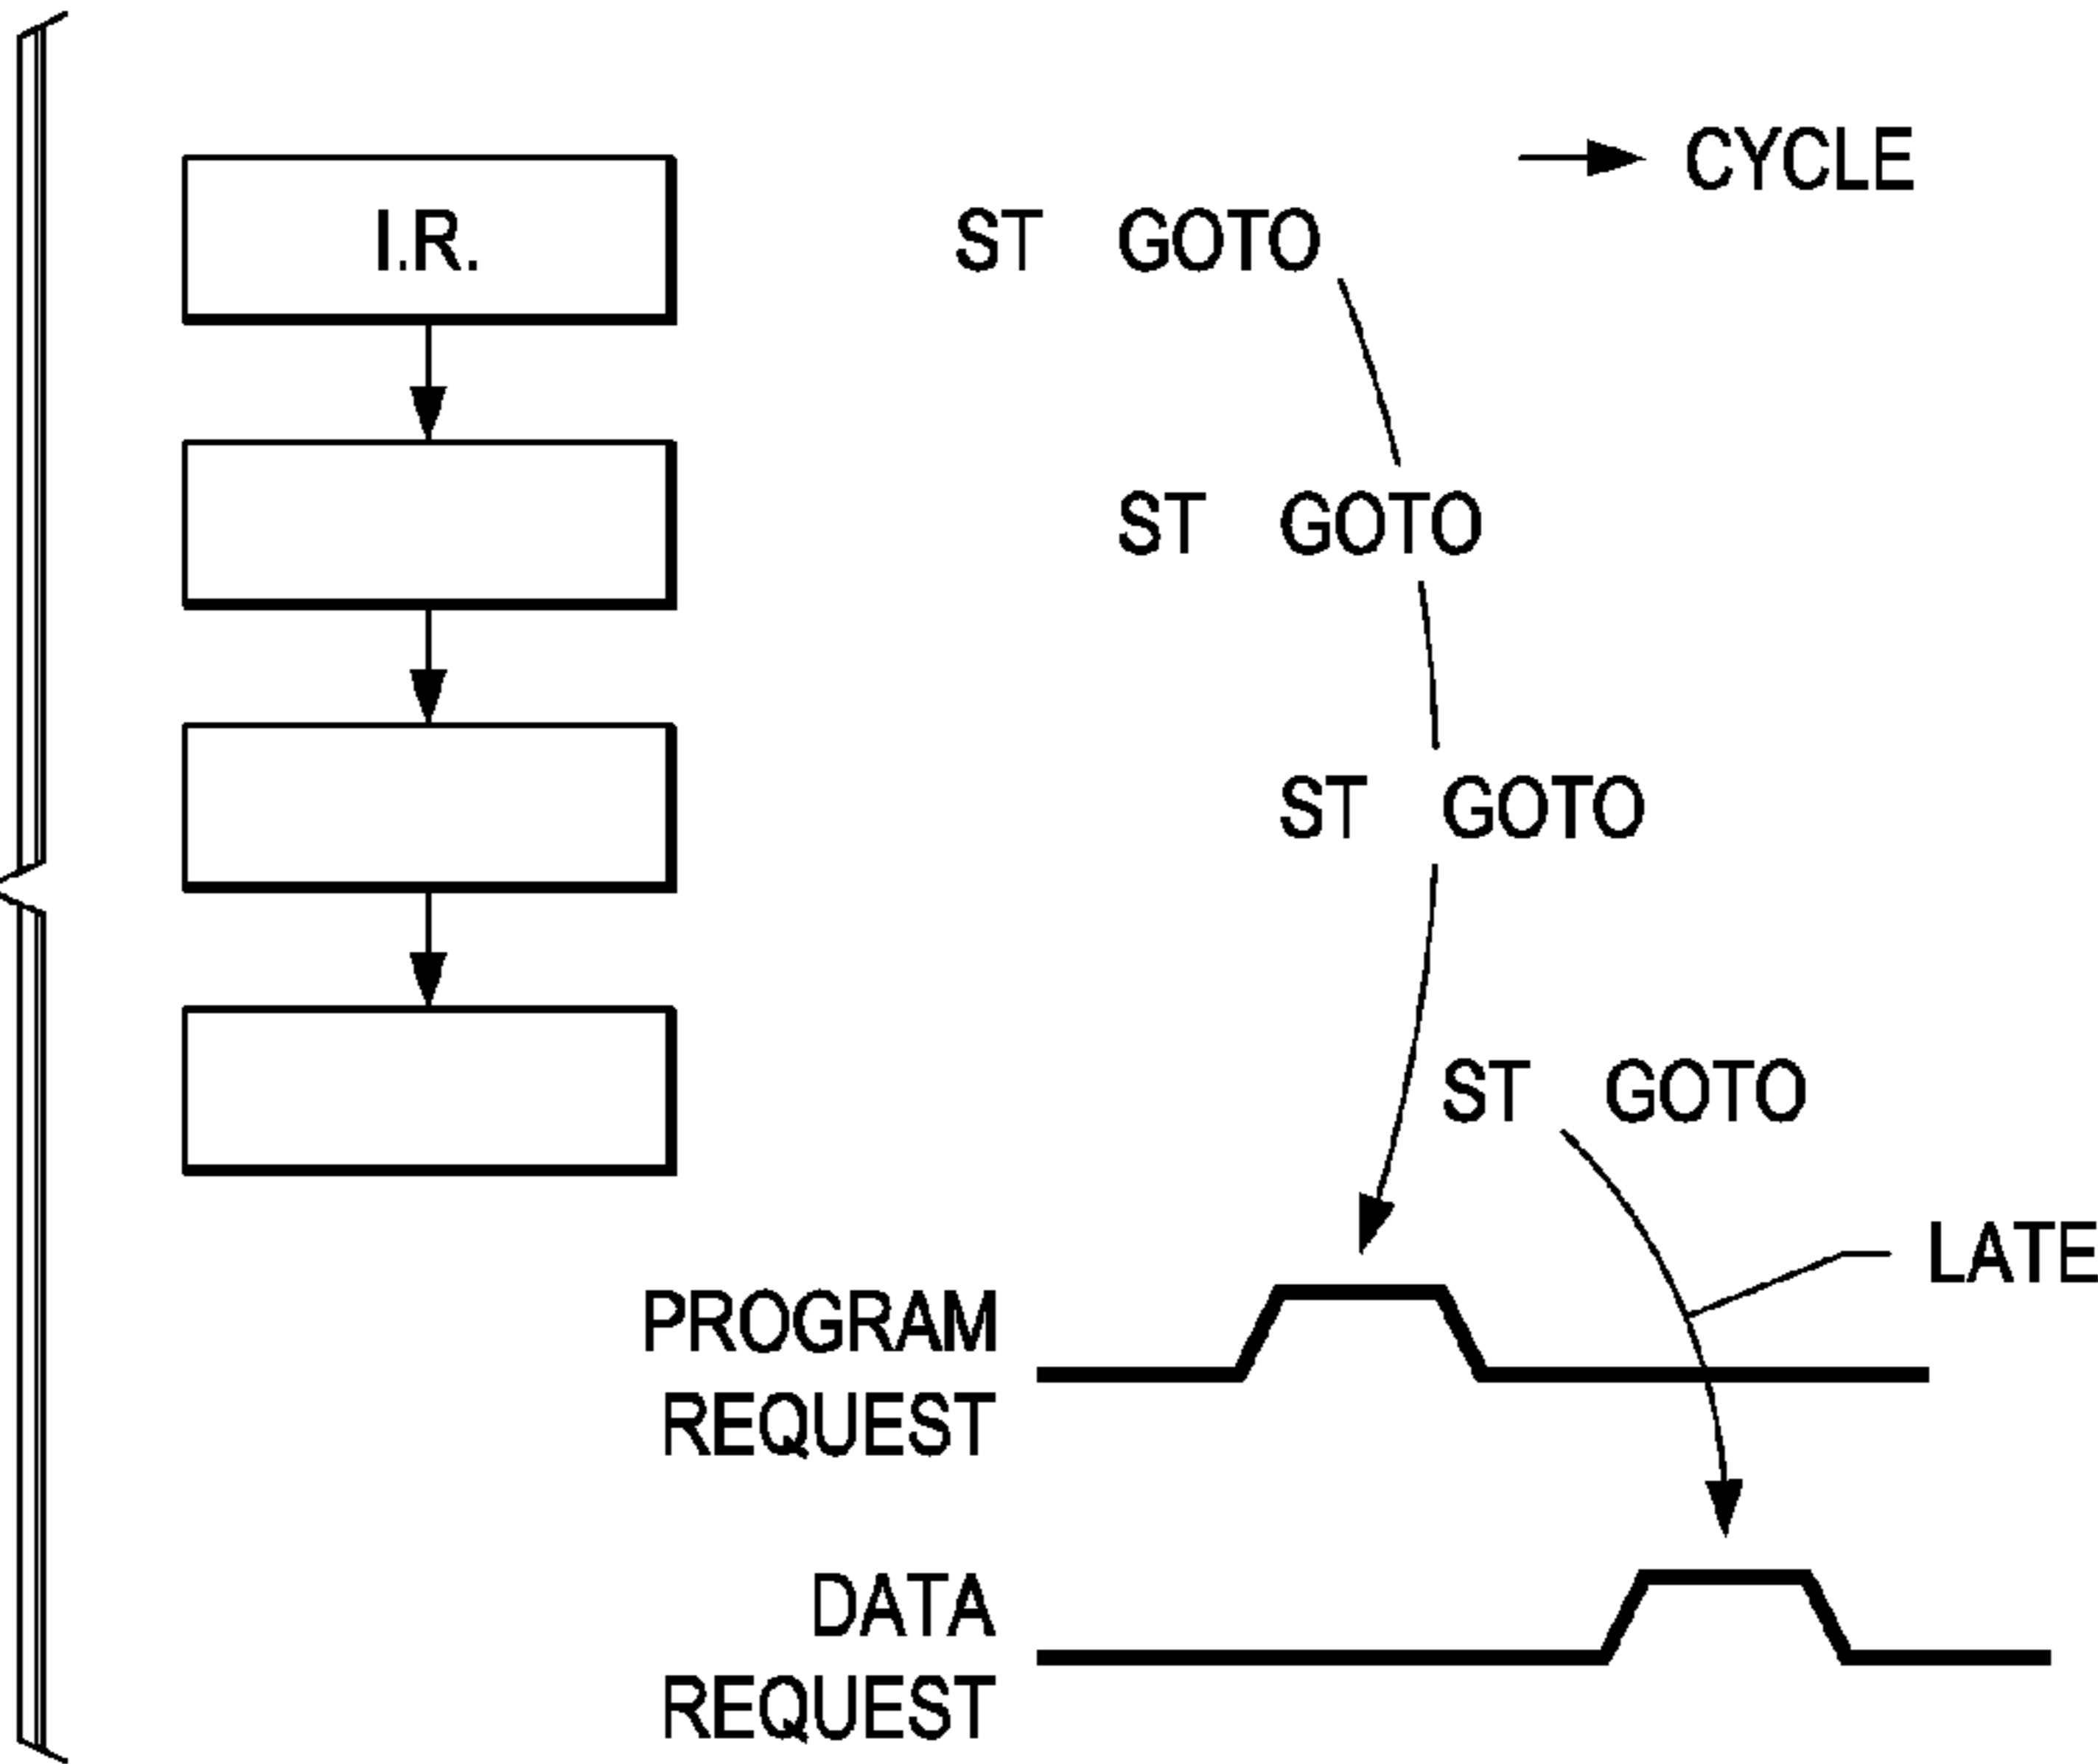 CYCLE
I.R.
ST GOTO
ST GOTO
ST GOTO
ST GOTO
LATE
PROGRAM
REQUEST
DATA
REQUEST